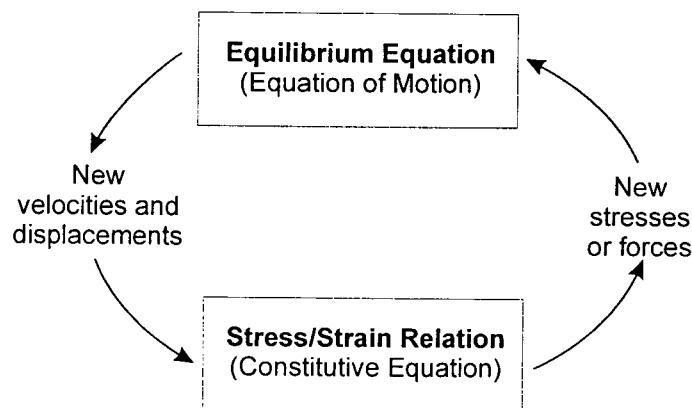 Equilibrium Equation
(Equation of Motion)
New
velocities and
displacements
New
stresses
or forces
Stress/Strain Relation
(Constitutive Equation)